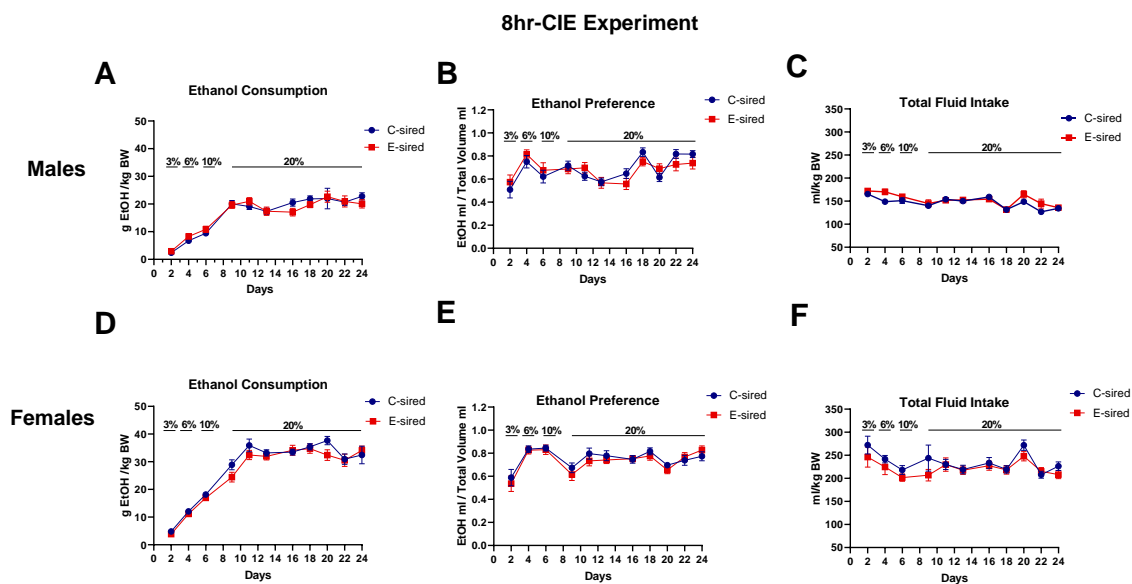 8hr-CIE Experiment
Males
A
Ethanol Consumption
C-sired
E-sired
3% 6% 10% 20%
g EtOH /kg BW
50
40
30
20
10
0
0 2 4 6 8 10 12 14 16 18 20 22 24
Days
B
Ethanol Preference
C-sired
E-sired
3% 6% 10% 20%
EtOH ml / Total Volume ml
1.2
1.0
0.8
0.6
0.4
0.2
0.0
0 2 4 6 8 10 12 14 16 18 20 22 24
Days
C
Total Fluid Intake
C-sired
E-sired
3% 6% 10% 20%
ml/kg BW
350
300
250
200
150
100
50
0 2 4 6 8 10 12 14 16 18 20 22 24
Days
Females
D
Ethanol Consumption
C-sired
E-sired
3% 6% 10% 20%
g EtOH /kg BW
50
40
30
20
10
0
0 2 4 6 8 10 12 14 16 18 20 22 24
Days
E
Ethanol Preference
C-sired
E-sired
3% 6% 10% 20%
EtOH ml / Total Volume ml
1.2
1.0
0.8
0.6
0.4
0.2
0.0
0 2 4 6 8 10 12 14 16 18 20 22 24
Days
F
Total Fluid Intake
C-sired
E-sired
3% 6% 10% 20%
ml/kg BW
350
300
250
200
150
100
50
0 2 4 6 8 10 12 14 16 18 20 22 24
Days